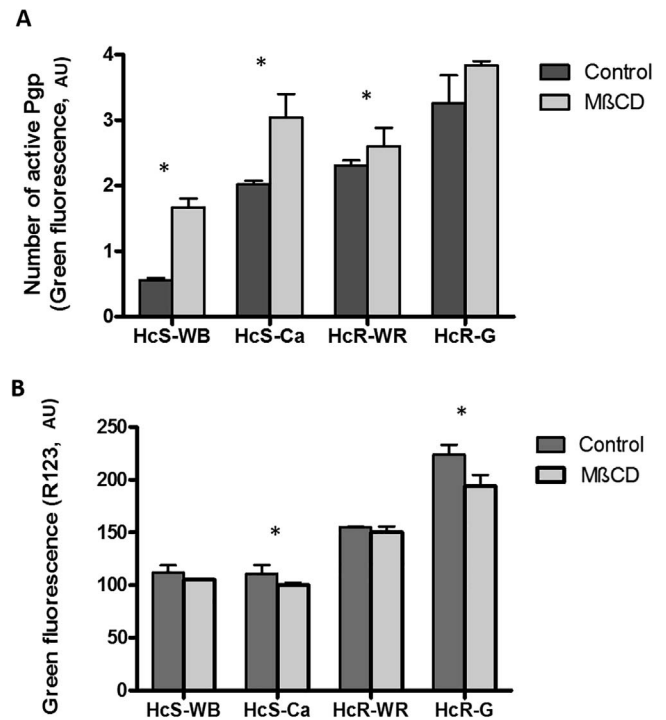 A
Number of active Pgp
(Green fluorescence, AU)
4
3
2
1
0
*
*
*
HcS-WB HcS-Ca HcR-WR HcR-G
Control
MßCD
B
Green fluorescence (R123, AU)
250
200
150
100
50
0
*
*
HcS-WB HcS-Ca HcR-WR HcR-G
Control
MßCD